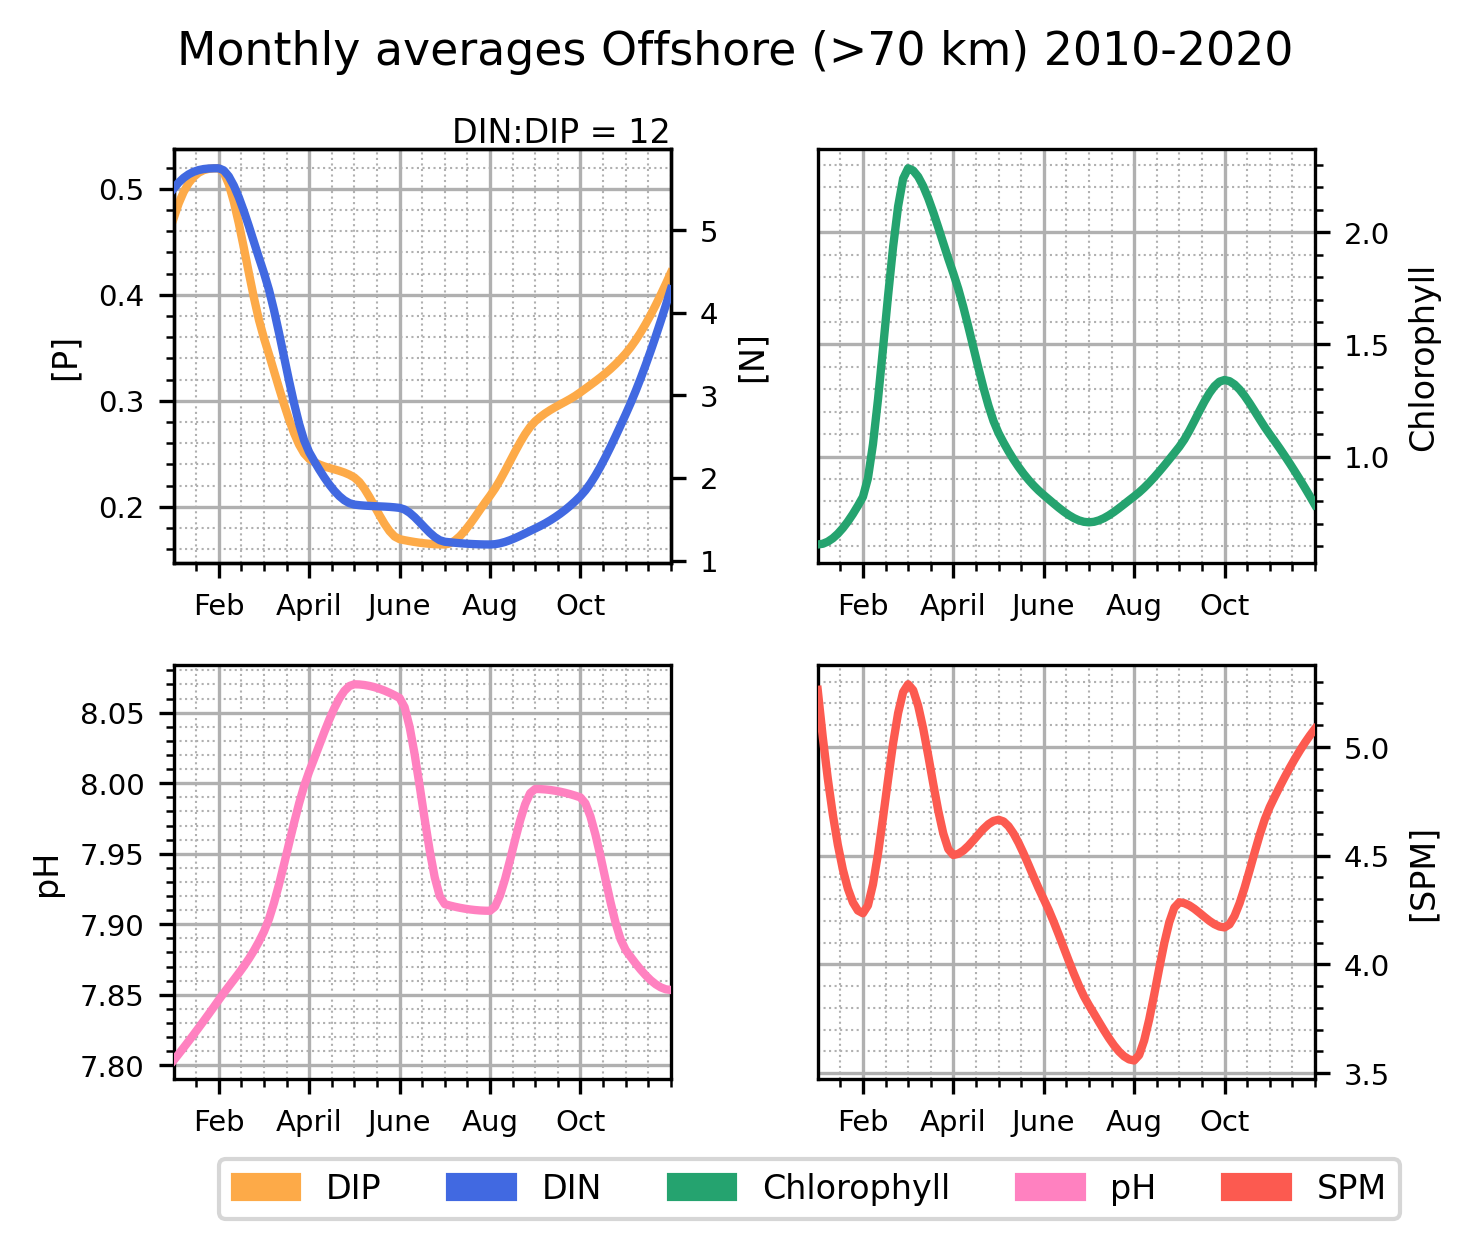 Monthly averages Offshore (>70 km) 2010-2020
DIN:DIP = 12
[P]
0.5
0.4
0.3
0.2
5
4
3
2
1
[N]
Feb April June Aug Oct
2.0
1.5
1.0
Chlorophyll
Feb April June Aug Oct
pH
8.05
8.00
7.95
7.90
7.85
7.80
Feb April June Aug Oct
5.0
4.5
4.0
3.5
[SPM]
Feb April June Aug Oct
DIP DIN Chlorophyll pH SPM